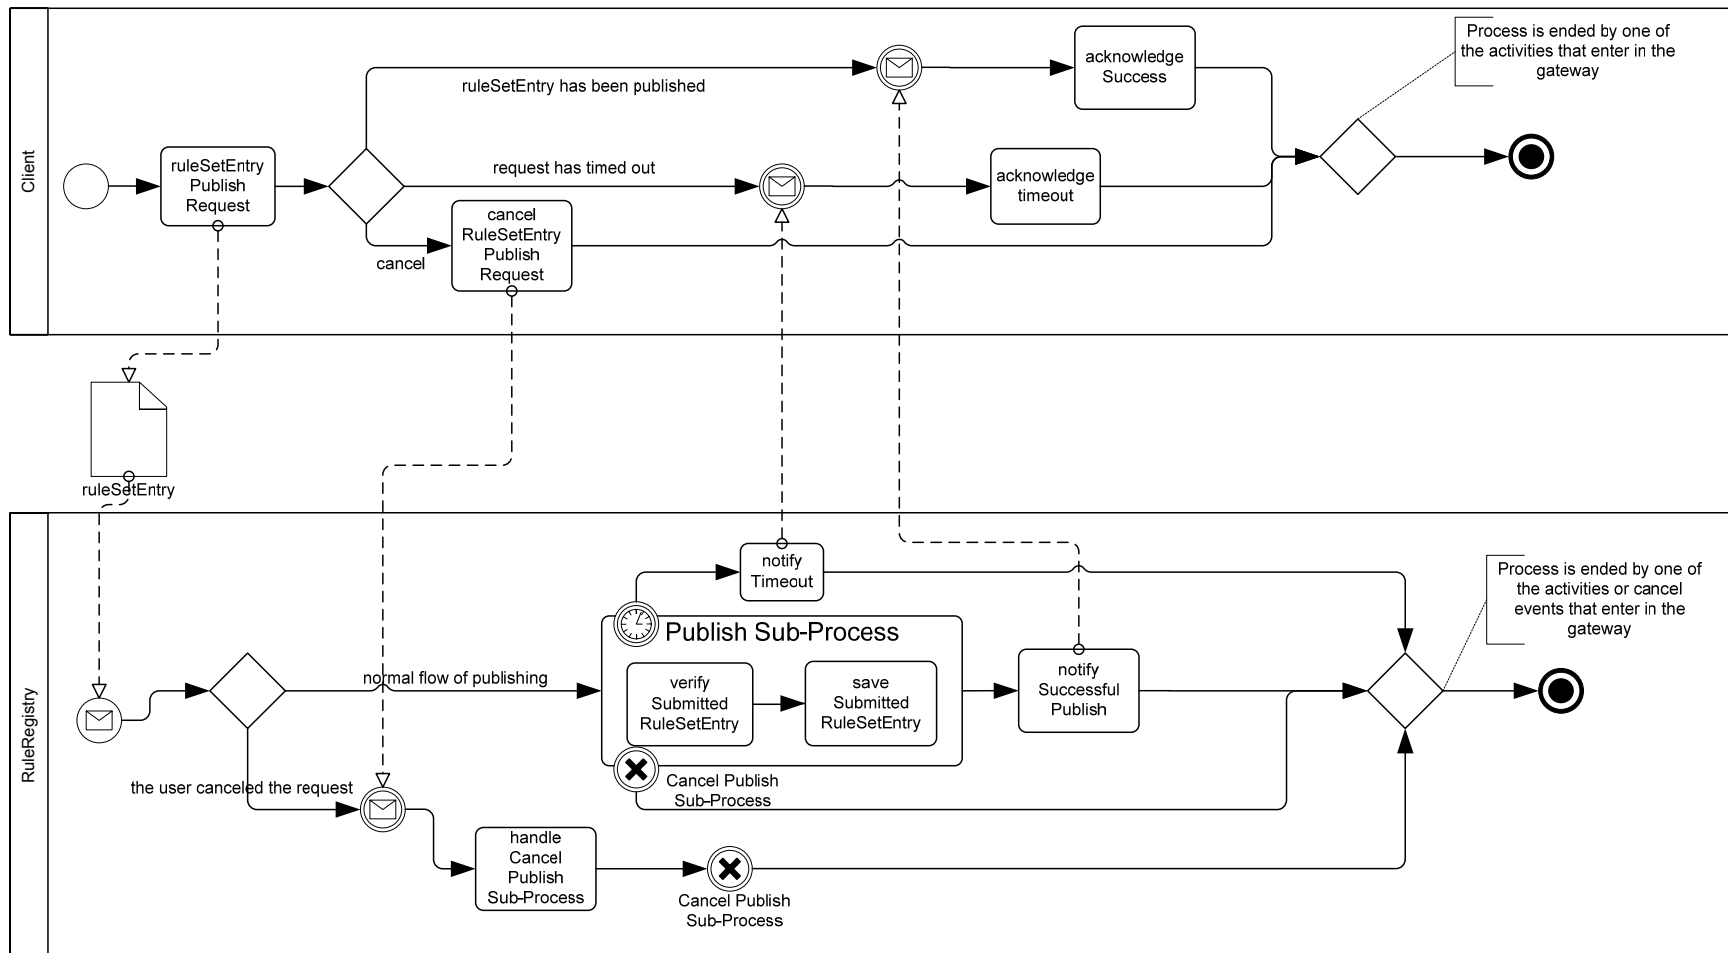 Client
Process is ended by one of
the activities that enter in the
gateway
acknowledge
Success
ruleSetEntry has been published
ruleSetEntry
Publish
Request
request has timed out
acknowledge
timeout
cancel
RuleSetEntry
Publish
Request
cancel
ruleSetEntry
RuleRegistry
notify
Timeout
Process is ended by one of
the activities or cancel
events that enter in the
gateway
Publish Sub-Process
normal flow of publishing
verify
Submitted
RuleSetEntry
save
Submitted
RuleSetEntry
notify
Successful
Publish
the user canceled the request
Cancel Publish
Sub-Process
handle
Cancel
Publish
Sub-Process
Cancel Publish
Sub-Process